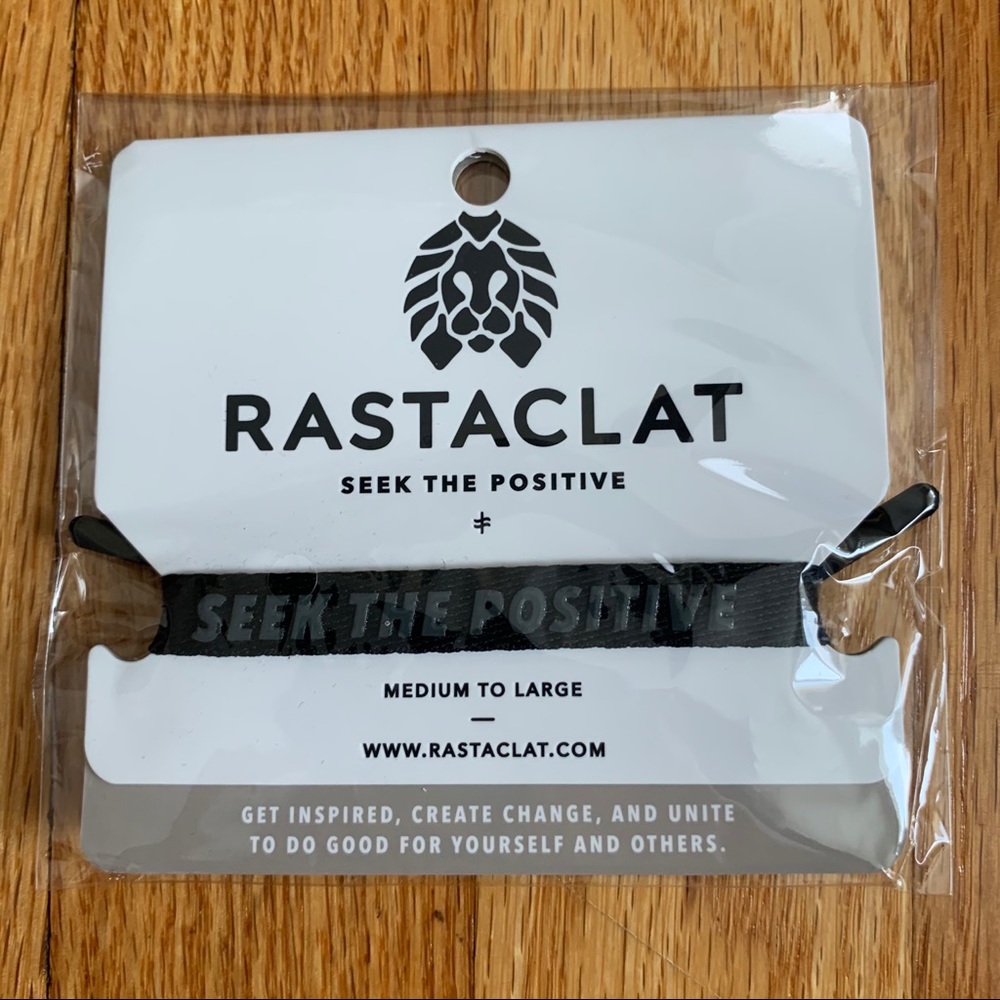 RASTACLAT
SEEK THE POSITIVE
SEEK THE POSITIVE
MEDIUM TO LARGE
—
WWW.RASTACLAT.COM
GET INSPIRED, CREATE CHANGE, AND UNITE
TO DO GOOD FOR YOURSELF AND OTHERS.